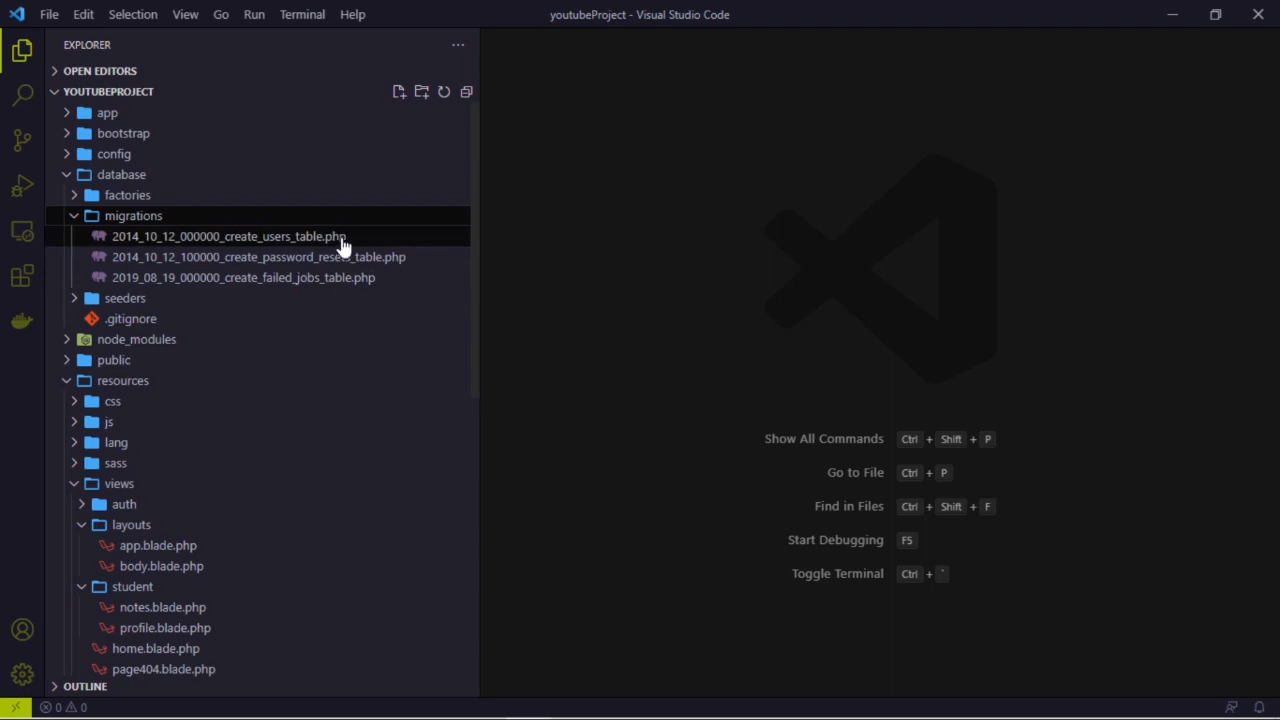 File Edit Selection View Go Run Terminal Help youtubeProject - Visual Studio Code
EXPLORER
OPEN EDITORS
YOUTUBEPROJECT
app
bootstrap
config
database
factories
migrations
2014_10_12_000000_create_users_table.php
2014_10_12_100000_create_password_resets_table.php
2019_08_19_000000_create_failed_jobs_table.php
seeders
.gitignore
node_modules
public
resources
css
js
lang
sass
views
auth
layouts
app.blade.php
body.blade.php
student
notes.blade.php
profile.blade.php
home.blade.php
page404.blade.php
OUTLINE
Show All Commands Ctrl + Shift + P
Go to File Ctrl + P
Find in Files Ctrl + Shift + F
Start Debugging F5
Toggle Terminal Ctrl + `
0 0